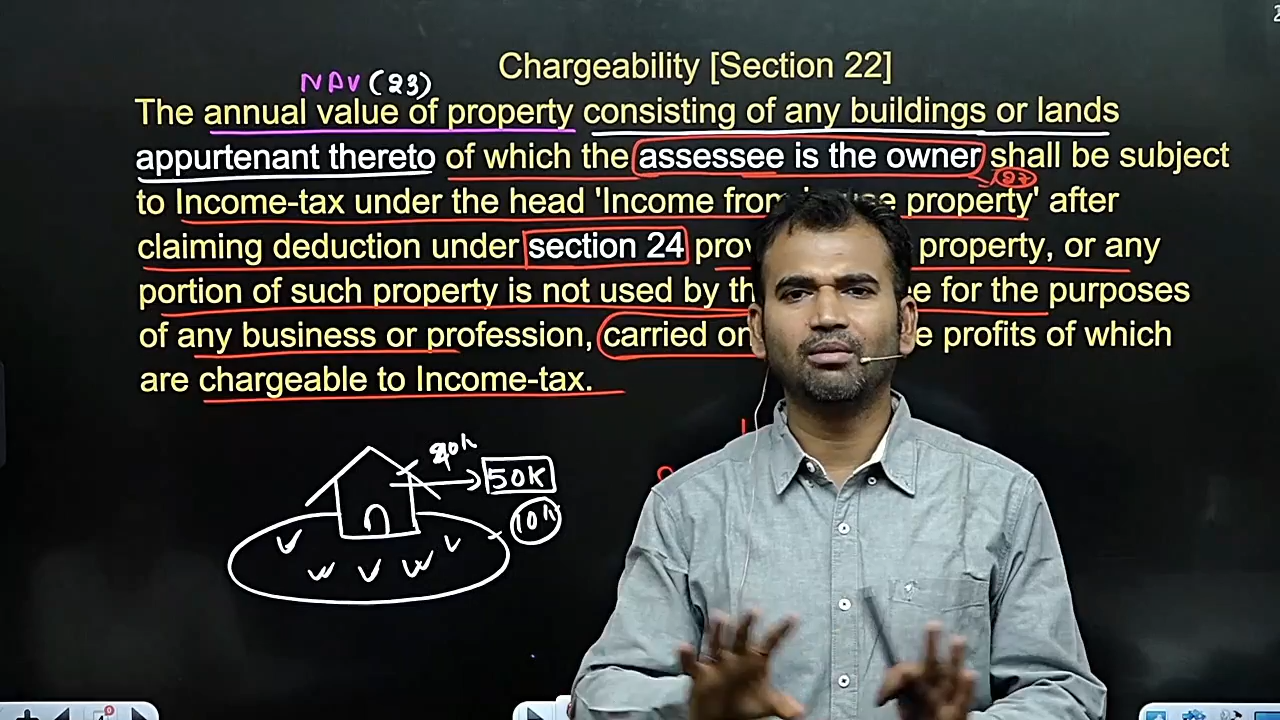 Chargeability [Section 22]
NAV (23)
The annual value of property consisting of any buildings or lands
appurtenant thereto of which the assessee is the owner shall be subject
27
to Income-tax under the head 'Income from property' after
claiming deduction under section 24 property, or any
portion of such property is not used by for the purposes
of any business or profession, carried profits of which
are chargeable to Income-tax.
50K
10k